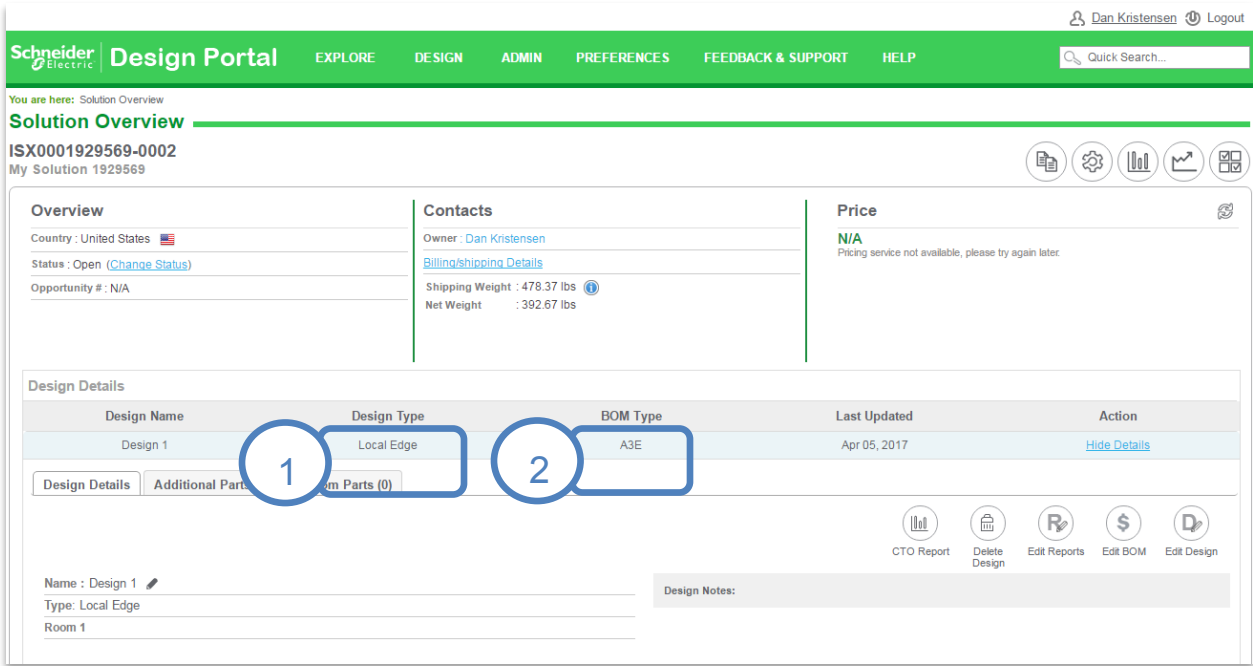 Dan Kristensen Logout
Schneider Electric Design Portal EXPLORE DESIGN ADMIN PREFERENCES FEEDBACK & SUPPORT HELP Quick Search...
You are here: Solution Overview
Solution Overview
ISX0001929569-0002
My Solution 1929569
Overview Contacts Price
Country : United States Owner : Dan Kristensen N/A
Pricing service not available, please try again later.
Status : Open (Change Status) Billing/shipping Details
Opportunity # : N/A Shipping Weight : 478.37 lbs
Net Weight : 392.67 lbs
Design Details
Design Name Design Type BOM Type Last Updated Action
Design 1 Local Edge A3E Apr 05, 2017 Hide Details
1 2
Design Details Additional Parts om Parts (0)
CTO Report Delete Design Edit Reports Edit BOM Edit Design
Name : Design 1 Design Notes:
Type: Local Edge
Room 1